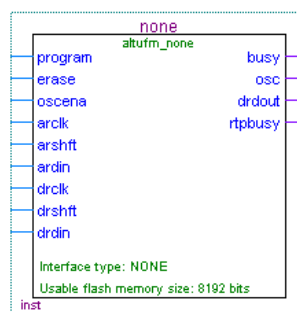 none
altufm_none
program busy
erase osc
oscena drdout
arclk rtpbusy
arshft
ardin
drclk
drshft
drdin
Interface type: NONE
Usable flash memory size: 8192 bits
inst